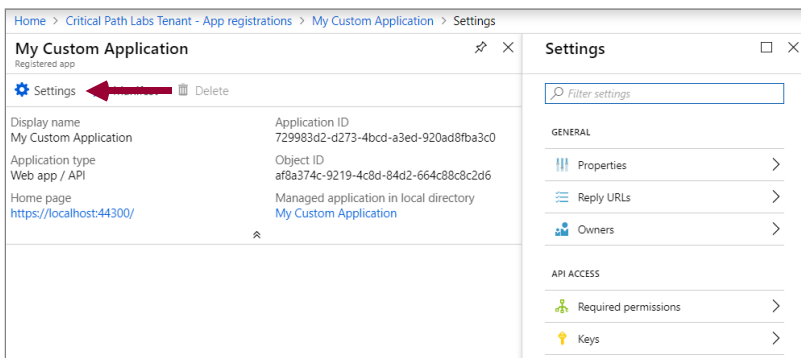 Home > Critical Path Labs Tenant - App registrations > My Custom Application > Settings
My Custom Application
Registered app
Settings
Delete
Display name
My Custom Application
Application ID
729983d2-d273-4bcd-a3ed-920ad8fba3c0
Application type
Web app / API
Object ID
af8a374c-9219-4c8d-84d2-664c88c8c2d6
Home page
https://localhost:44300/
Managed application in local directory
My Custom Application
Settings
Filter settings
GENERAL
Properties
Reply URLs
Owners
API ACCESS
Required permissions
Keys